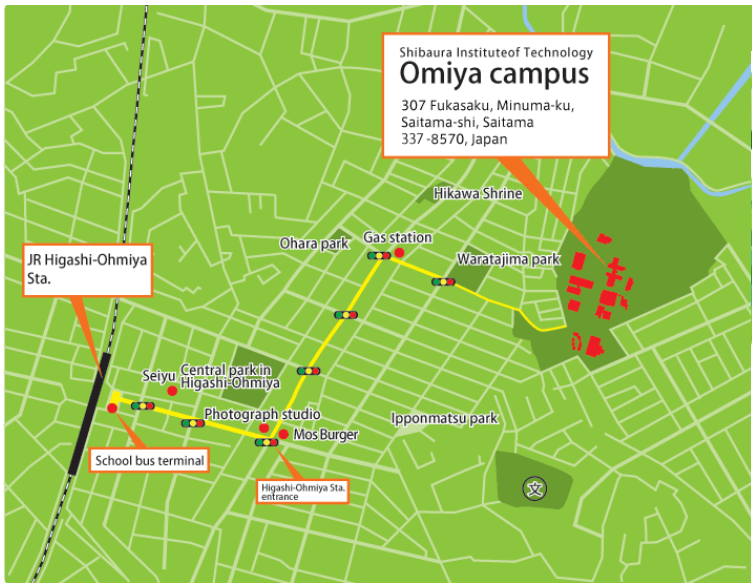 Shibaura Instituteof Technology
Omiya campus
307 Fukasaku, Minuma-ku,
Saitama-shi, Saitama
337-8570, Japan
Hikawa Shrine
Ohara park
Gas station
Waratajima park
JR Higashi-Ohmiya
Sta.
Seiyu
Central park in
Higashi-Ohmiya
Photograph studio
Mos Burger
Ipponmatsu park
School bus terminal
Higashi-Ohmiya Sta.
entrance
文